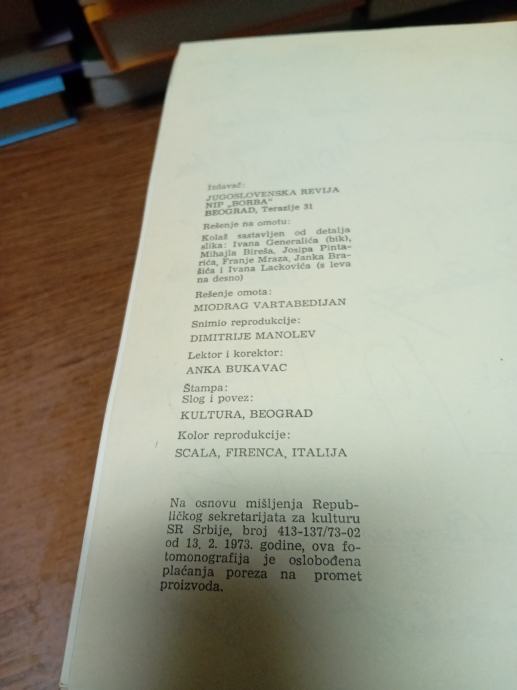 Izdavač:
JUGOSLOVENSKA REVIJA
NIP „BORBA"
BEOGRAD, Terazije 31
Rešenje na omotu:
Kolaž sastavljen od detalja
slika: Ivana Generalića (bik),
Mihajla Bireša, Josipa Pinta-
rića, Franje Mraza, Janka Bra-
šića i Ivana Lackovića (s leva
na desno)
Rešenje omota:
MIODRAG VARTABEDIJAN
Snimio reprodukcije:
DIMITRIJE MANOLEV
Lektor i korektor:
ANKA BUKAVAC
Štampa:
Slog i povez:
KULTURA, BEOGRAD
Kolor reprodukcije:
SCALA, FIRENCA, ITALIJA
Na osnovu mišljenja Repub-
ličkog sekretarijata za kulturu
SR Srbije, broj 413-137/73-02
od 13. 2. 1973. godine, ova fo-
tomonografija je oslobođena
plaćanja poreza na promet
proizvoda.